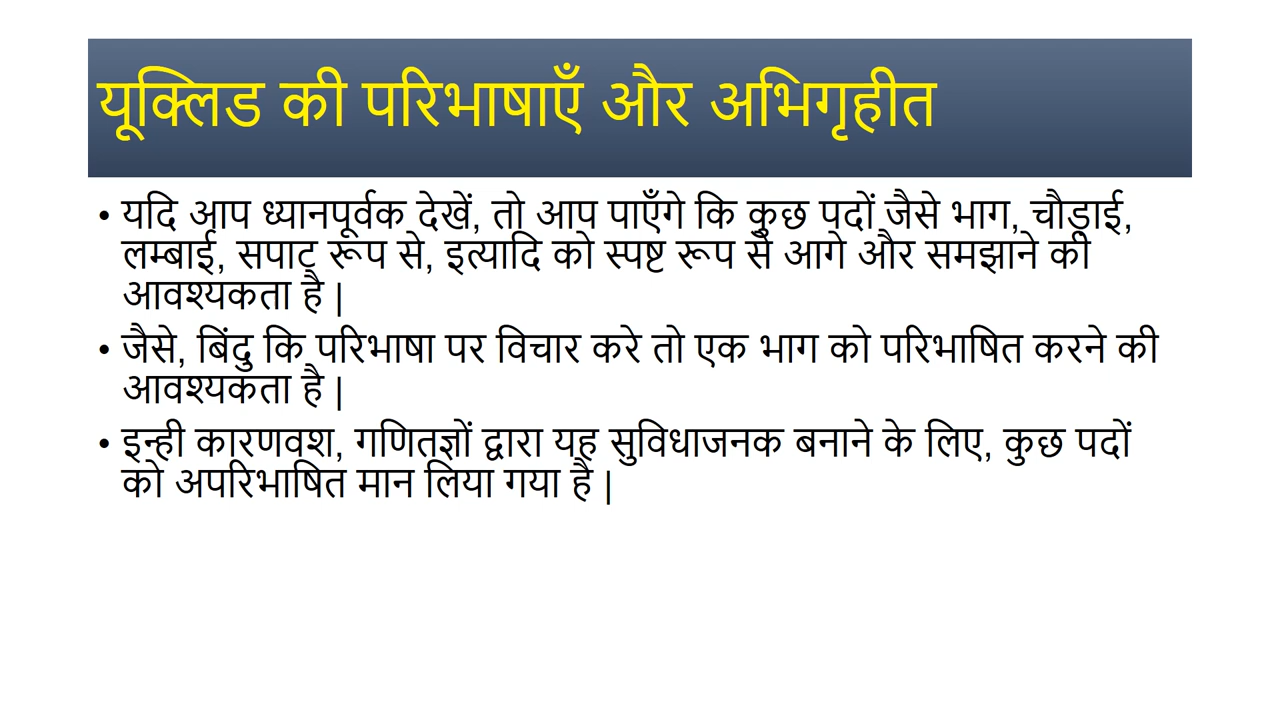 यूक्लिड की परिभाषाएँ और अभिगृहीत
• यदि आप ध्यानपूर्वक देखें, तो आप पाएँगे कि कुछ पदों जैसे भाग, चौड़ाई,
लम्बाई, सपाट रूप से, इत्यादि को स्पष्ट रूप से आगे और समझाने की
आवश्यकता है |
• जैसे, बिंदु कि परिभाषा पर विचार करे तो एक भाग को परिभाषित करने की
आवश्यकता है |
• इन्ही कारणवश, गणितज्ञों द्वारा यह सुविधाजनक बनाने के लिए, कुछ पदों
को अपरिभाषित मान लिया गया है |